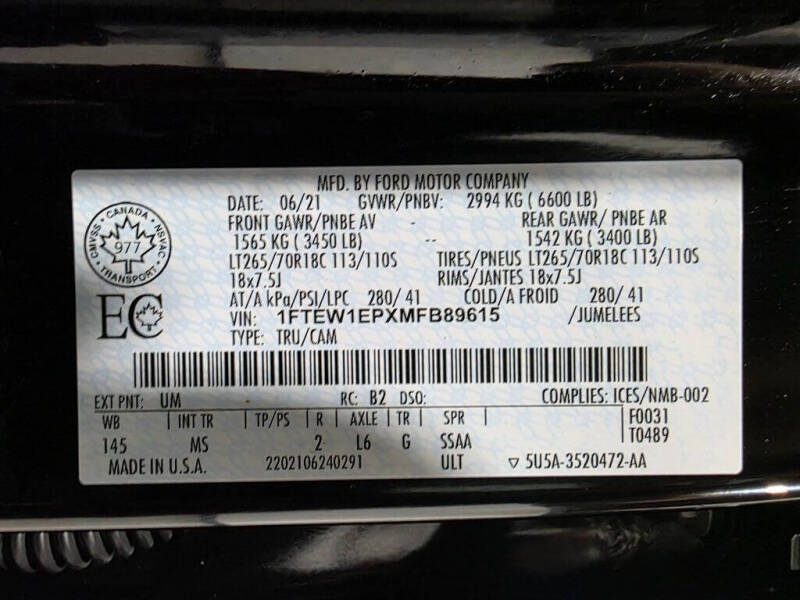 MFD. BY FORD MOTOR COMPANY
DATE: 06/21 GVWR/PNBV: 2994 KG ( 6600 LB)
FRONT GAWR/PNBE AV - REAR GAWR/ PNBE AR
1565 KG ( 3450 LB) -- 1542 KG ( 3400 LB)
LT265/70R18C 113/110S TIRES/PNEUS LT265/70R18C 113/110S
18x7.5J RIMS/JANTES 18x7.5J
AT/A kPa/PSI/LPC 280/ 41 COLD/A FROID 280/ 41
VIN: 1FTEW1EPXMFB89615 /JUMELEES
TYPE: TRU/CAM
CANADA
CMVSS NSVAC
977
TRANSPORT
EC
EXT PNT: UM RC: B2 DSO: COMPLIES: ICES/NMB-002
WB | INT TR | TP/PS | R | AXLE | TR | SPR | F0031
145 MS 2 L6 G SSAA T0489
MADE IN U.S.A. 2202106240291 ULT ▽ 5U5A-3520472-AA